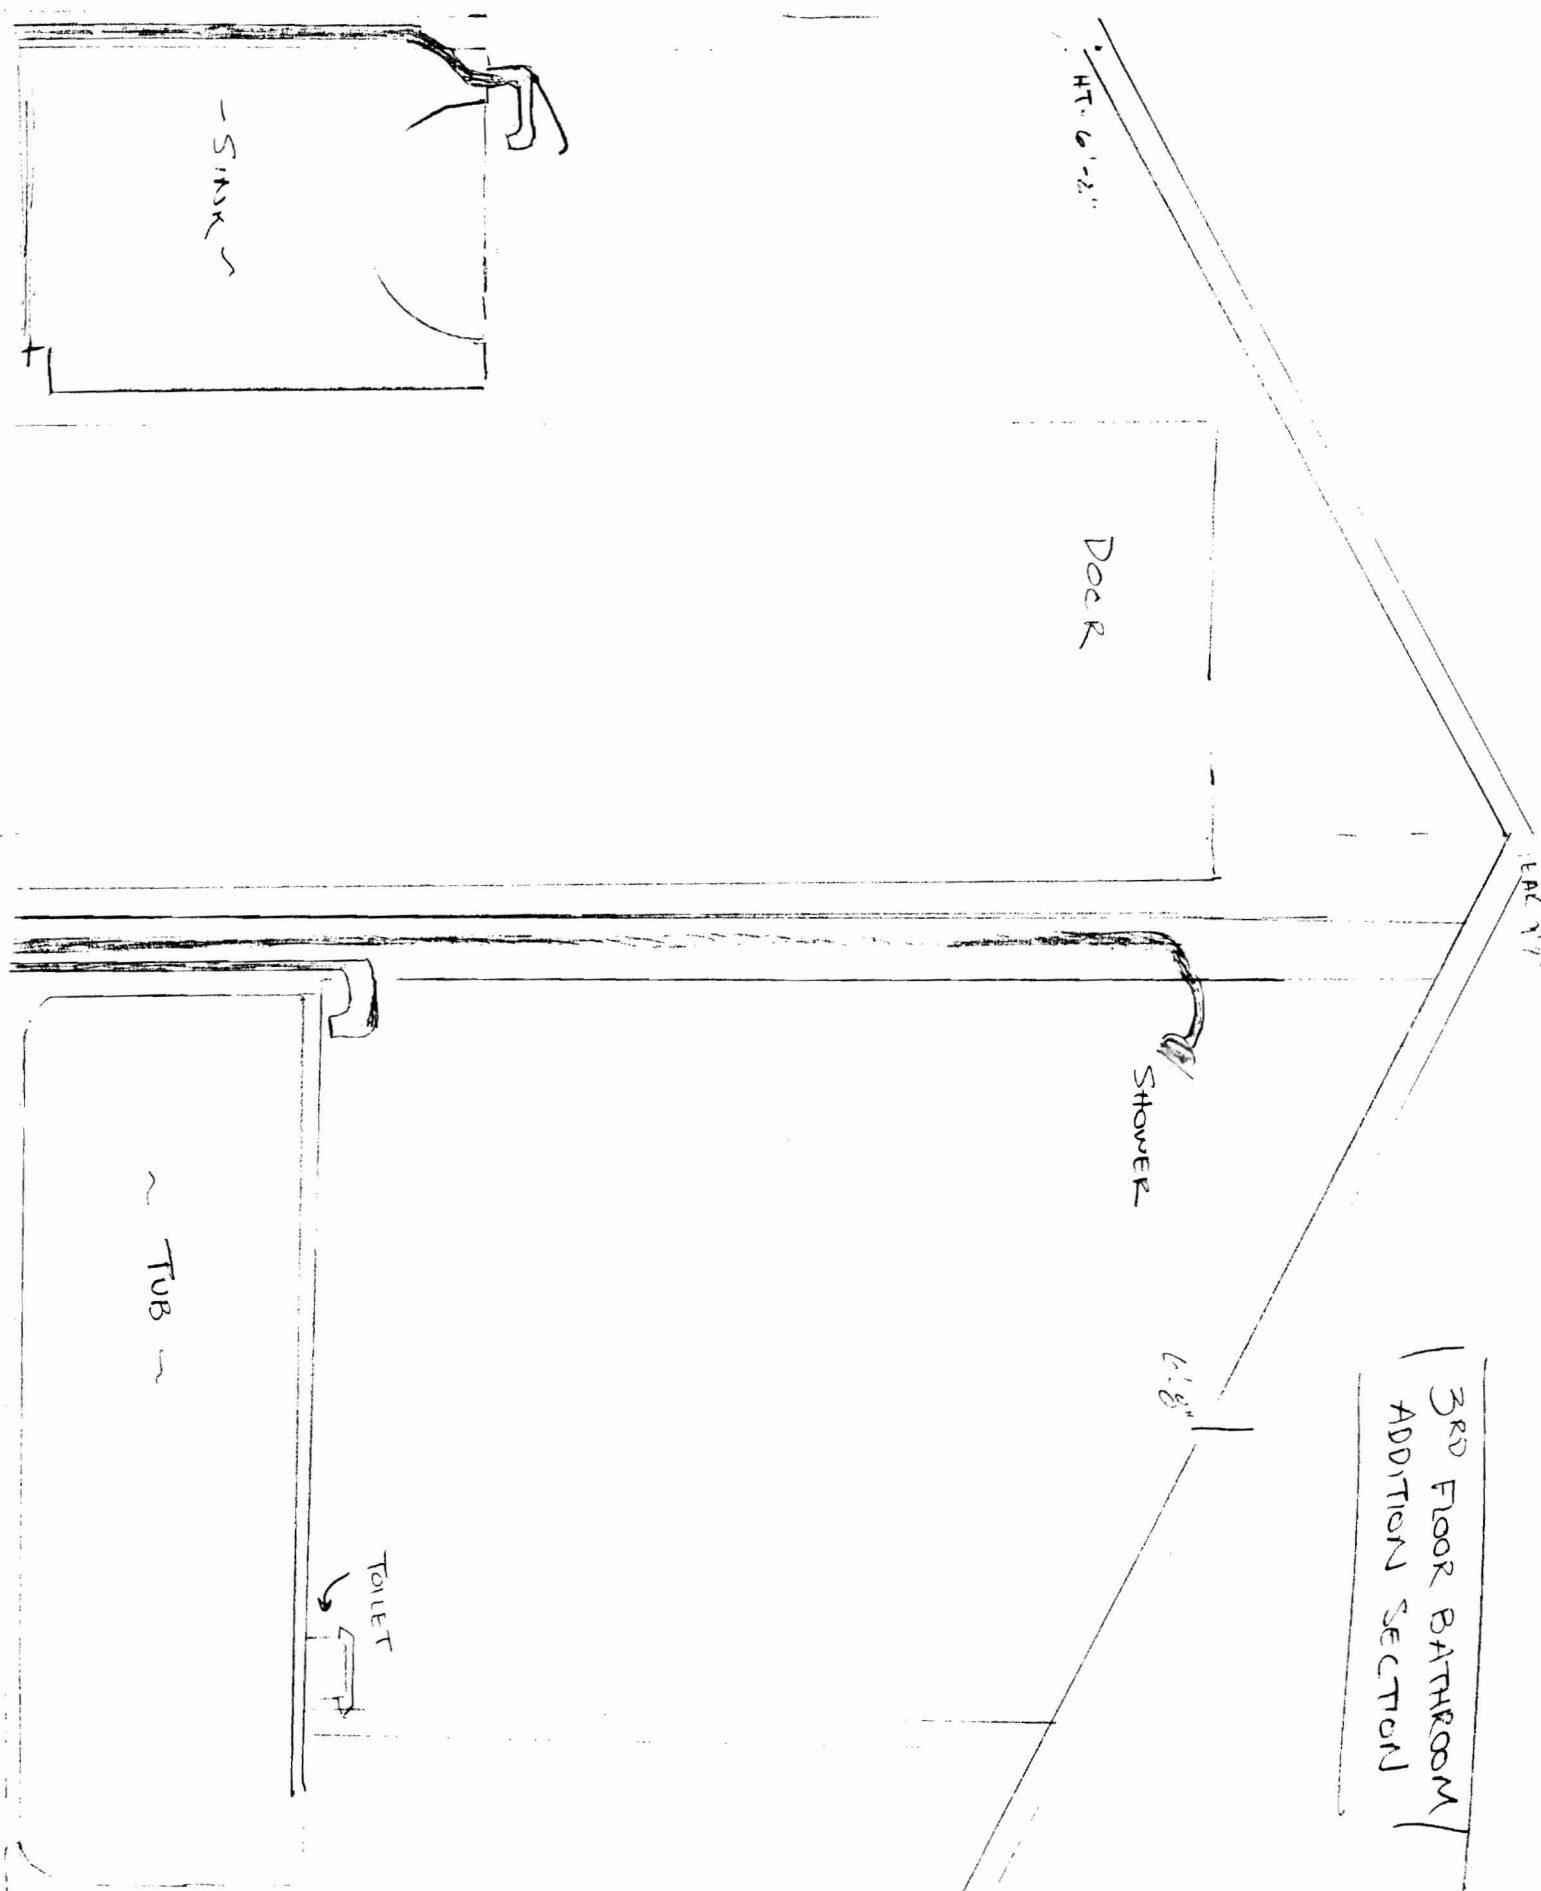 3RD FLOOR BATHROOM
ADDITION SECTION
HT. 6'-2"
DOOR
SHOWER
6'-8"
~ SINK ~
TOILET
~ TUB ~